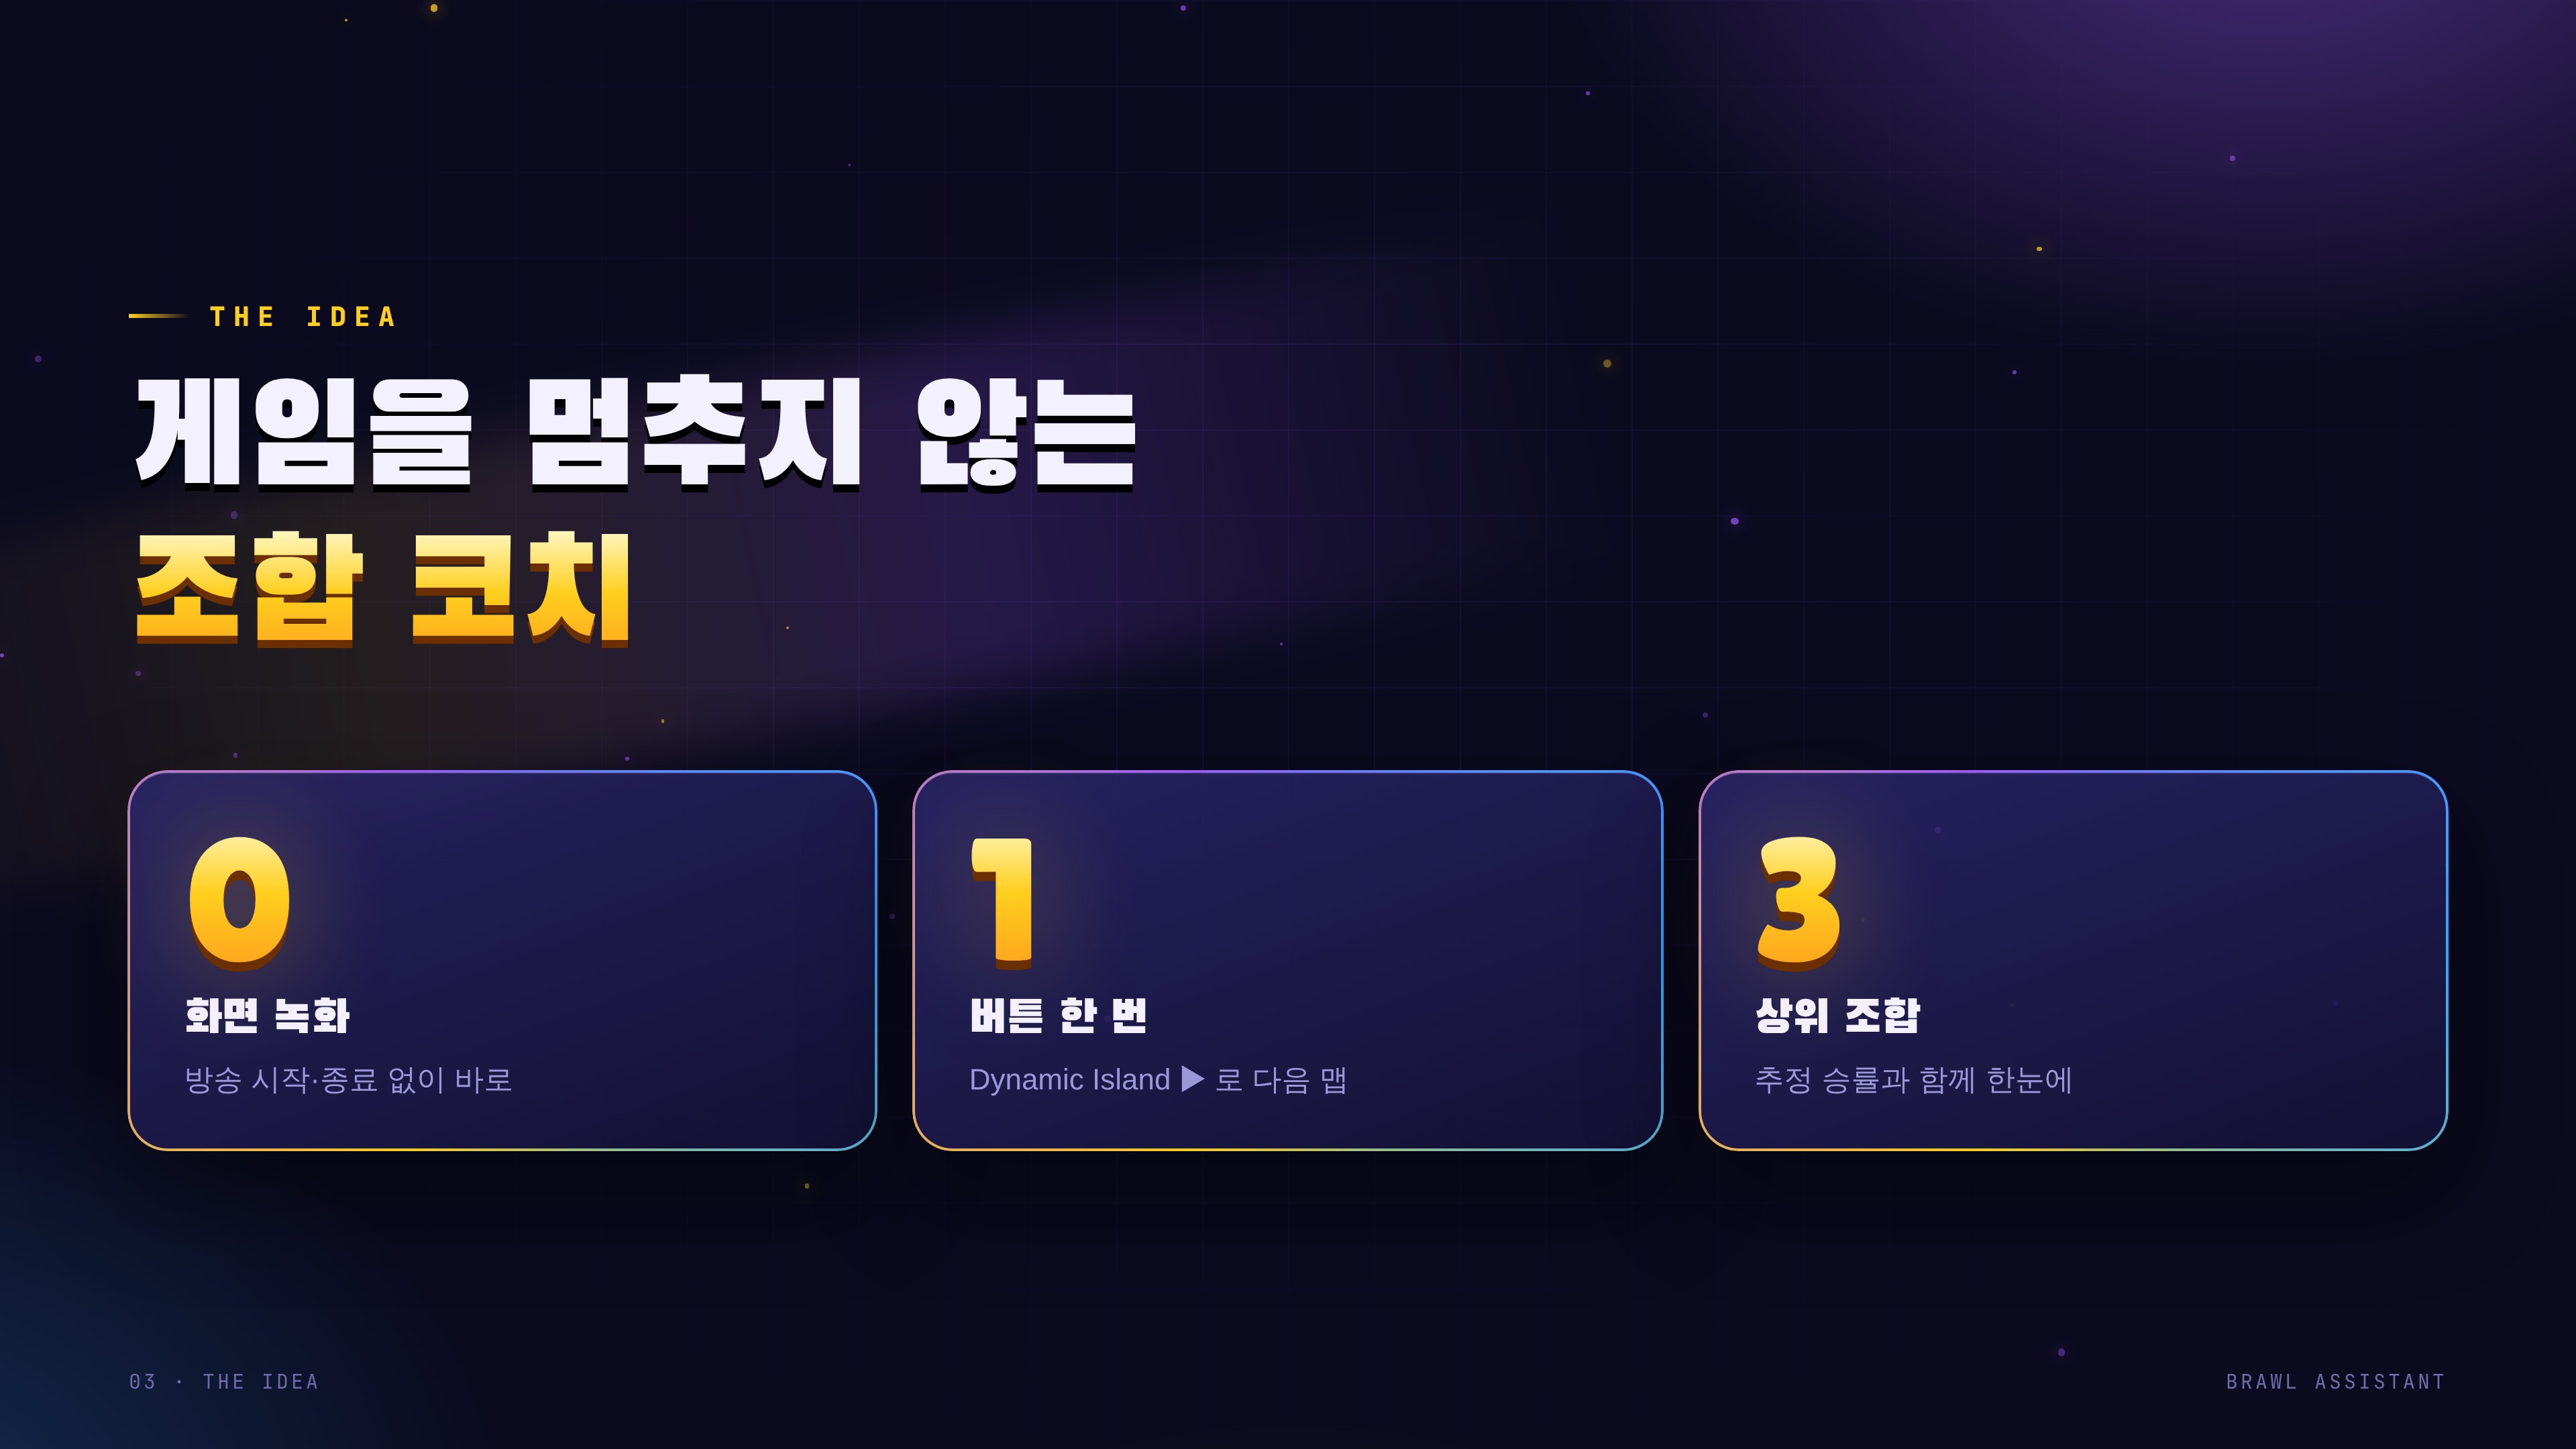 THE IDEA
게임을 멈추지 않는
조합 코치
0
화면 녹화
방송 시작·종료 없이 바로
1
버튼 한 번
Dynamic Island ▶ 로 다음 맵
3
상위 조합
추정 승률과 함께 한눈에
03 · THE IDEA
BRAWL ASSISTANT